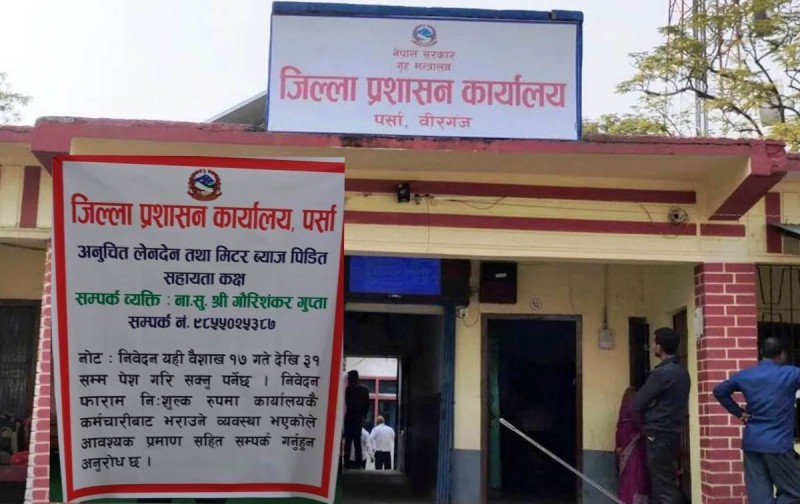 नेपाल सरकार
गृह मन्त्रालय
जिल्ला प्रशासन कार्यालय
पर्सा, वीरगंज
जिल्ला प्रशासन कार्यालय, पर्सा
अनुचित लेनदेन तथा मिटर ब्याज पिडित
सहायता कक्ष
सम्पर्क व्यक्ति : ना.सु. श्री गौरिशंकर गुप्ता
सम्पर्क नं. ९८५५०२५३८७
नोट : निवेदन यही वैशाख १७ गते देखि ३१
सम्म पेश गरि सक्नु पर्नेछ । निवेदन
फाराम नि:शुल्क रुपमा कार्यालयकै
कर्मचारीबाट भराउने व्यवस्था भएकोले
आवश्यक प्रमाण सहित सम्पर्क गर्नुहुन
अनुरोध छ ।